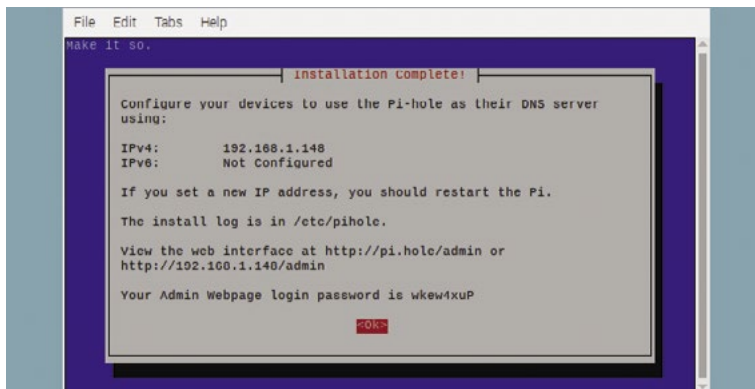 File Edit Tabs Help
Make it so.
Installation Complete!
Configure your devices to use the Pi-hole as their DNS server
using:
IPv4: 192.168.1.148
IPv6: Not Configured
If you set a new IP address, you should restart the Pi.
The install log is in /etc/pihole.
View the web interface at http://pi.hole/admin or
http://192.168.1.148/admin
Your Admin Webpage login password is wkew4xuP
<Ok>